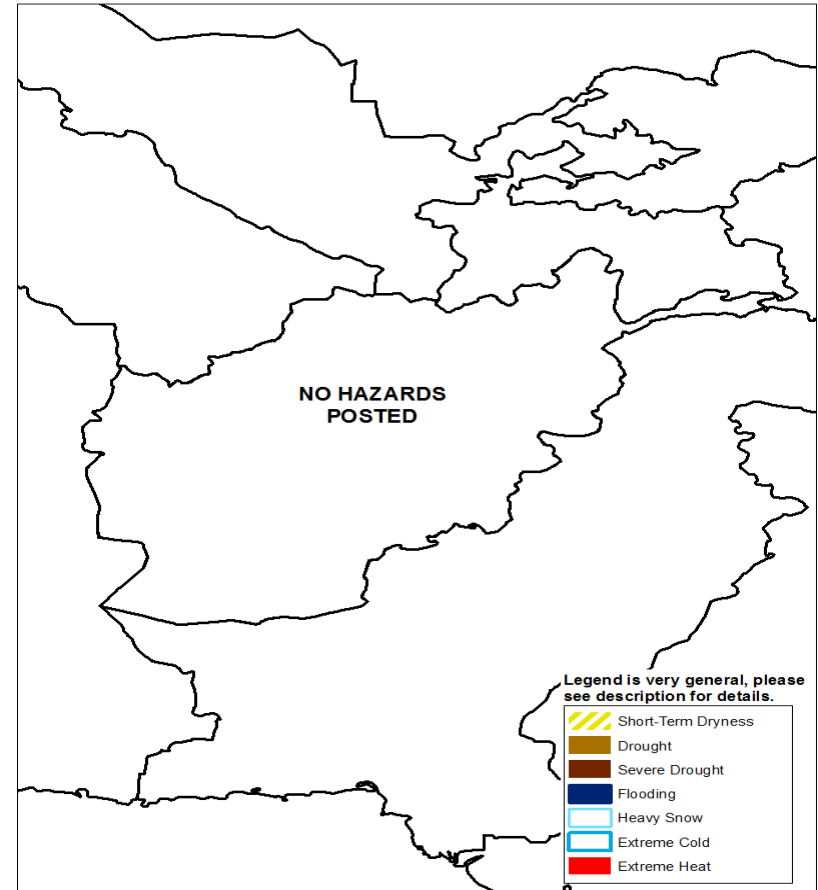 NO HAZARDS
POSTED
Legend is very general, please
see description for details.
Short-Term Dryness
Drought
Severe Drought
Flooding
Heavy Snow
Extreme Cold
Extreme Heat